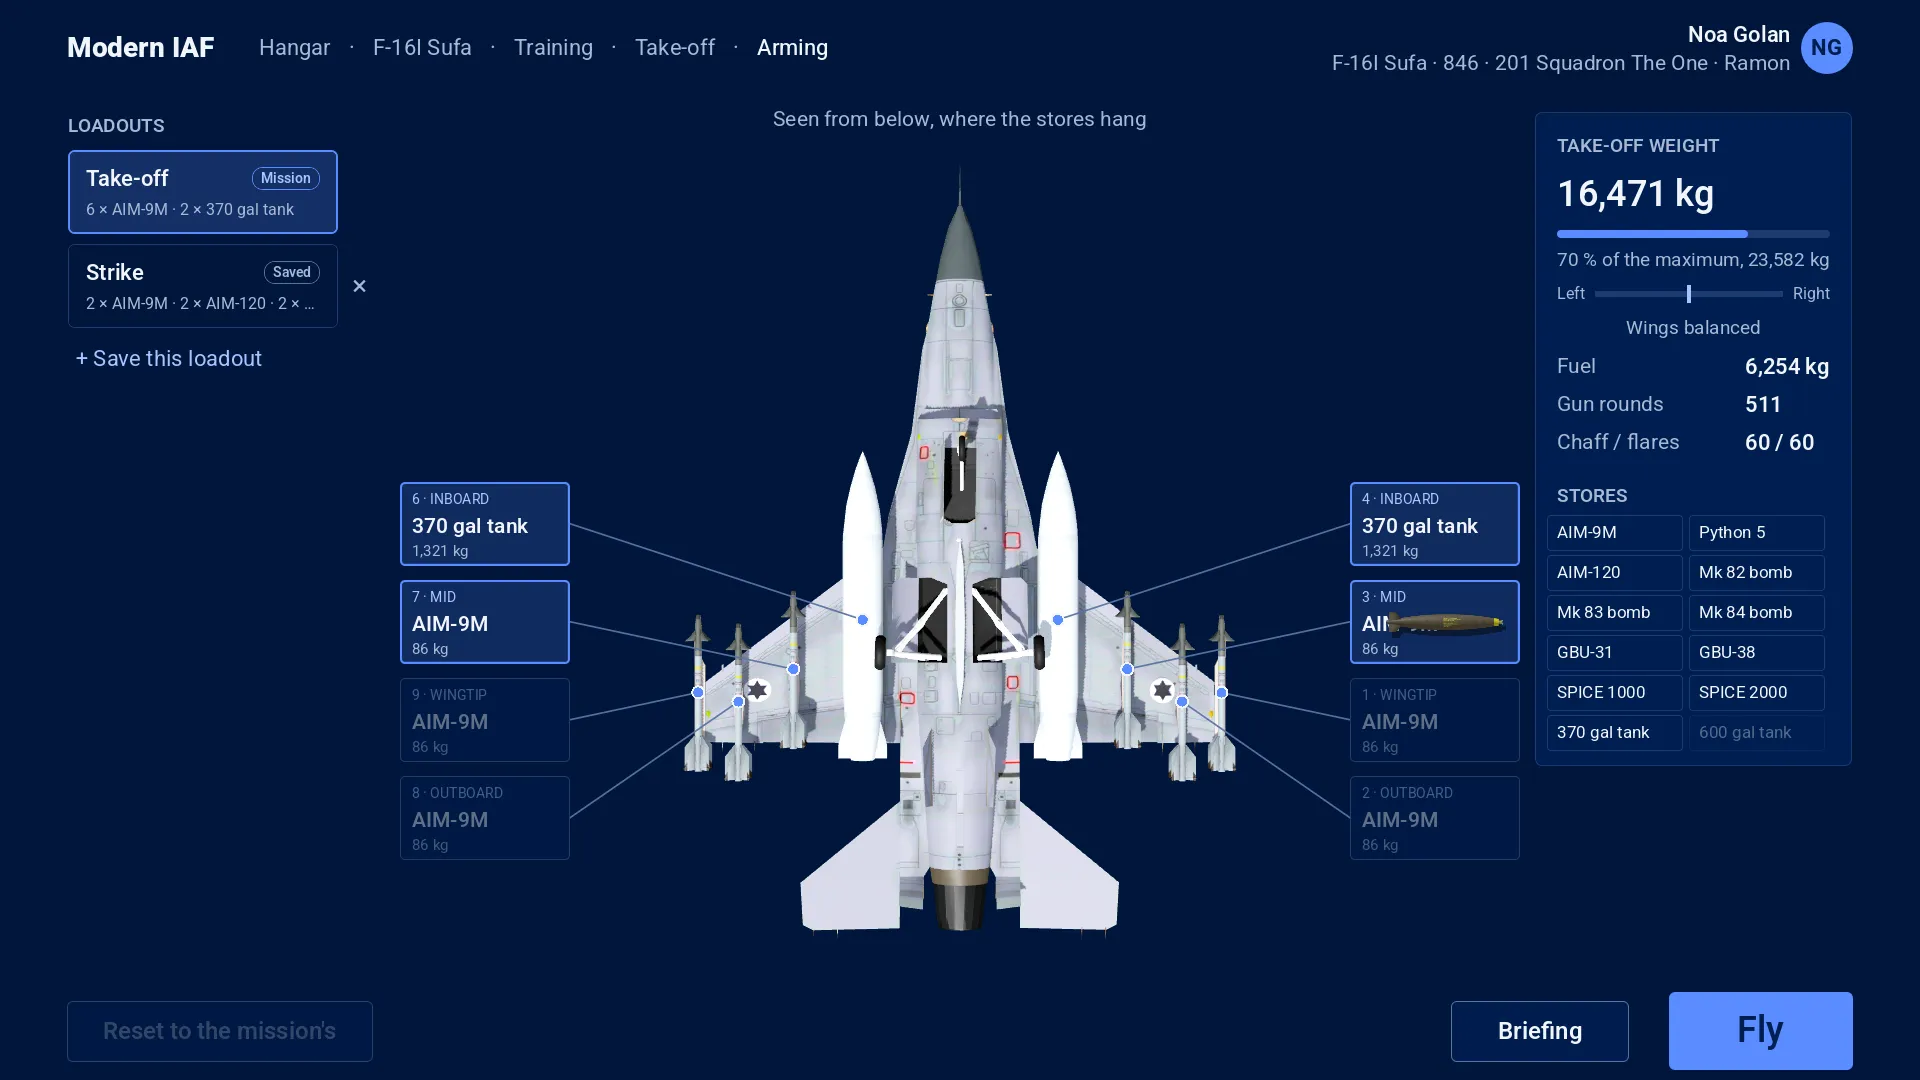 Modern IAF
Hangar · F-16I Sufa · Training · Take-off · Arming
Noa Golan
F-16I Sufa · 846 · 201 Squadron The One · Ramon
NG
LOADOUTS
Take-off
Mission
6 × AIM-9M · 2 × 370 gal tank
Strike
Saved
2 × AIM-9M · 2 × AIM-120 · 2 × …
×
+ Save this loadout
Seen from below, where the stores hang
6 · INBOARD
370 gal tank
1,321 kg
7 · MID
AIM-9M
86 kg
9 · WINGTIP
AIM-9M
86 kg
8 · OUTBOARD
AIM-9M
86 kg
4 · INBOARD
370 gal tank
1,321 kg
3 · MID
86 kg
1 · WINGTIP
AIM-9M
86 kg
2 · OUTBOARD
AIM-9M
86 kg
TAKE-OFF WEIGHT
16,471 kg
70 % of the maximum, 23,582 kg
Left
Right
Wings balanced
Fuel 6,254 kg
Gun rounds 511
Chaff / flares 60 / 60
STORES
AIM-9M
Python 5
AIM-120
Mk 82 bomb
Mk 83 bomb
Mk 84 bomb
GBU-31
GBU-38
SPICE 1000
SPICE 2000
370 gal tank
600 gal tank
Reset to the mission's
Briefing
Fly